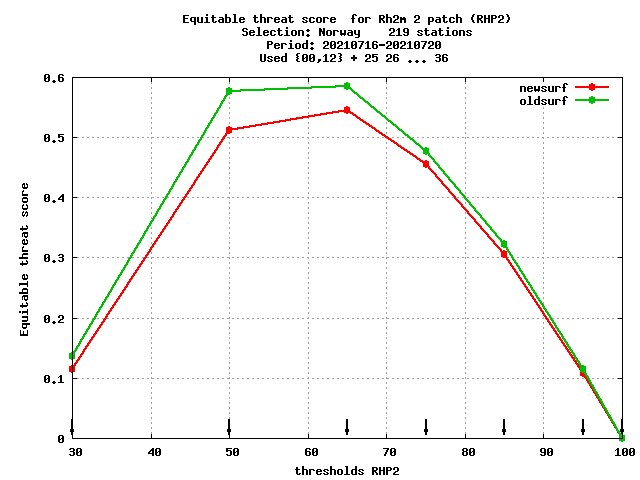 Equitable threat score  for Rh2m 2 patch (RHP2)
Selection: Norway    219 stations
Period: 20210716-20210720
Used {00,12} + 25 26 ... 36
newsurf
oldsurf
0.6
0.5
0.4
0.3
0.2
0.1
0
Equitable threat score
30 40 50 60 70 80 90 100
thresholds RHP2